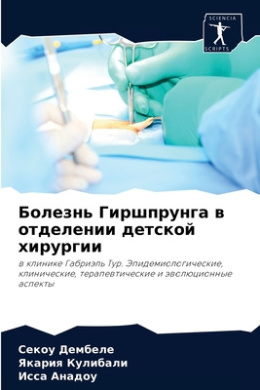 SCIENCIA
SCRIPTS
Болезнь Гиршпрунга в
отделении детской
хирургии
в клинике Габриэль Тур. Эпидемиологические,
клинические, терапевтические и эволюционные
аспекты
Секоу Дембеле
Якария Кулибали
Исса Анадоу